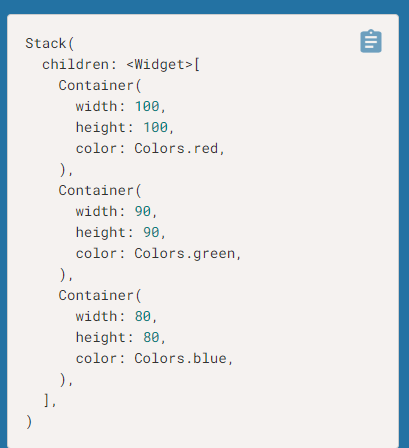 Stack(
  children: <Widget>[
    Container(
      width: 100,
      height: 100,
      color: Colors.red,
    ),
    Container(
      width: 90,
      height: 90,
      color: Colors.green,
    ),
    Container(
      width: 80,
      height: 80,
      color: Colors.blue,
    ),
  ],
)